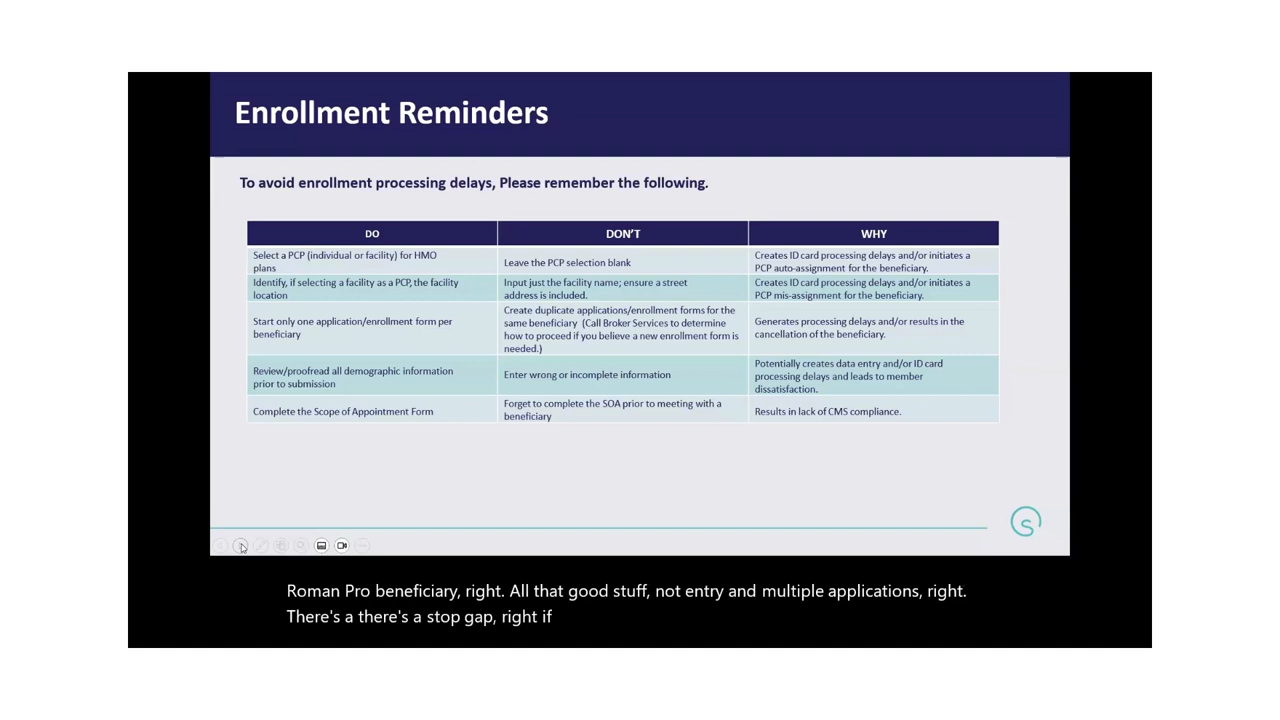 Enrollment Reminders
To avoid enrollment processing delays, Please remember the following.
DO
DON'T
WHY
Select a PCP (individual or facility) for HMO
plans
Leave the PCP selection blank
Creates ID card processing delays and/or initiates a
PCP auto-assignment for the beneficiary.
Identify, if selecting a facility as a PCP, the facility
location
Input just the facility name; ensure a street
address is included.
Creates ID card processing delays and/or initiates a
PCP mis-assignment for the beneficiary.
Start only one application/enrollment form per
beneficiary
Create duplicate applications/enrollment forms for the
same beneficiary (Call Broker Services to determine
how to proceed if you believe a new enrollment form is
needed.)
Generates processing delays and/or results in the
cancellation of the beneficiary.
Review/proofread all demographic information
prior to submission
Enter wrong or incomplete information
Potentially creates data entry and/or ID card
processing delays and leads to member
dissatisfaction.
Complete the Scope of Appointment Form
Forget to complete the SOA prior to meeting with a
beneficiary
Results in lack of CMS compliance.
S
Roman Pro beneficiary, right. All that good stuff, not entry and multiple applications, right.
There's a there's a stop gap, right if